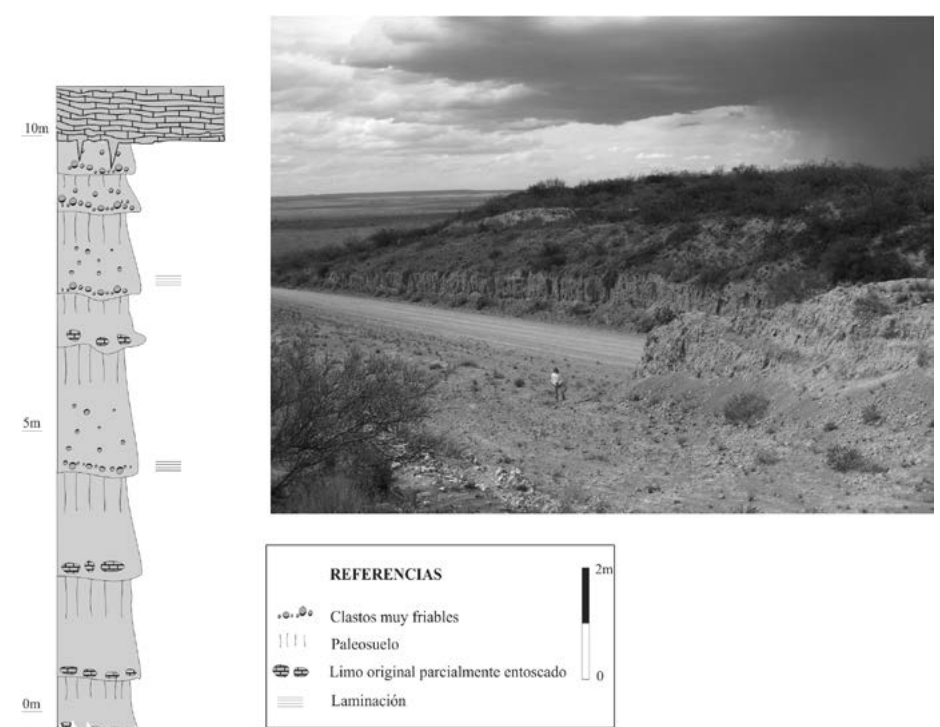 10m
5m
0m
REFERENCIAS
Clastos muy friables
Paleosuelo
Limo original parcialmente entoscado
Laminación
2m
0